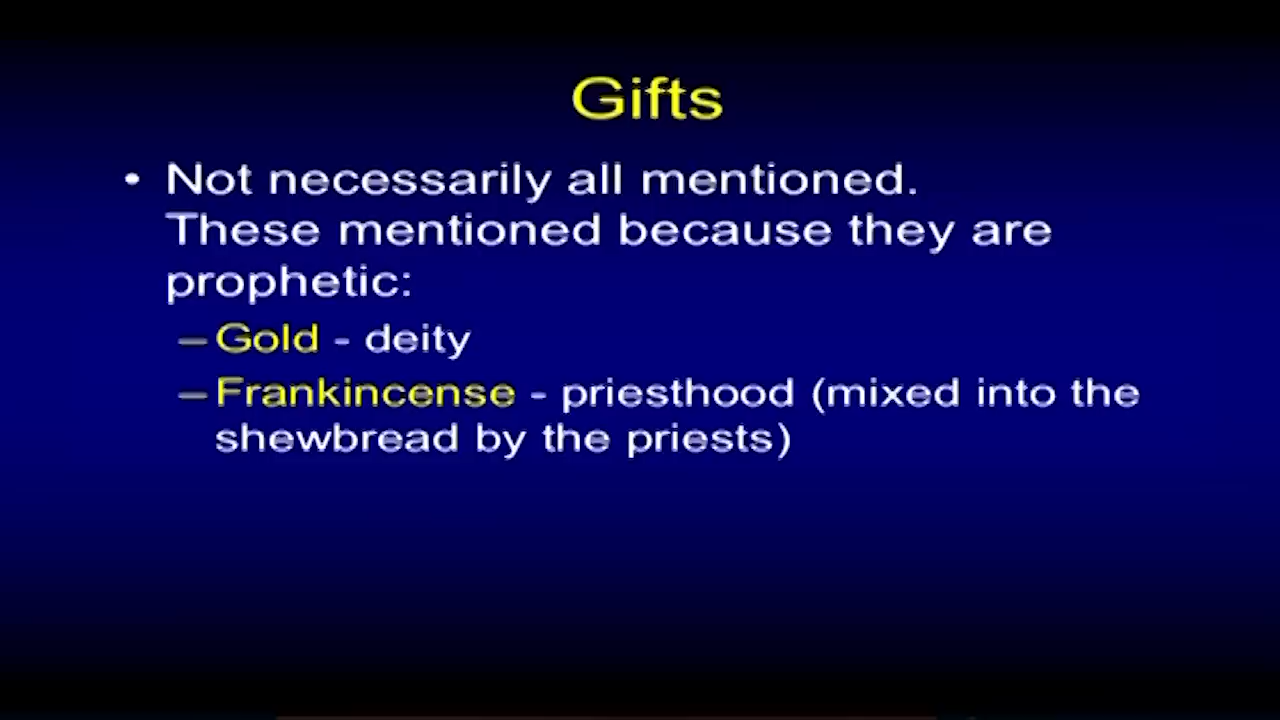 Gifts
• Not necessarily all mentioned.
These mentioned because they are
prophetic:
– Gold - deity
– Frankincense - priesthood (mixed into the
shewbread by the priests)